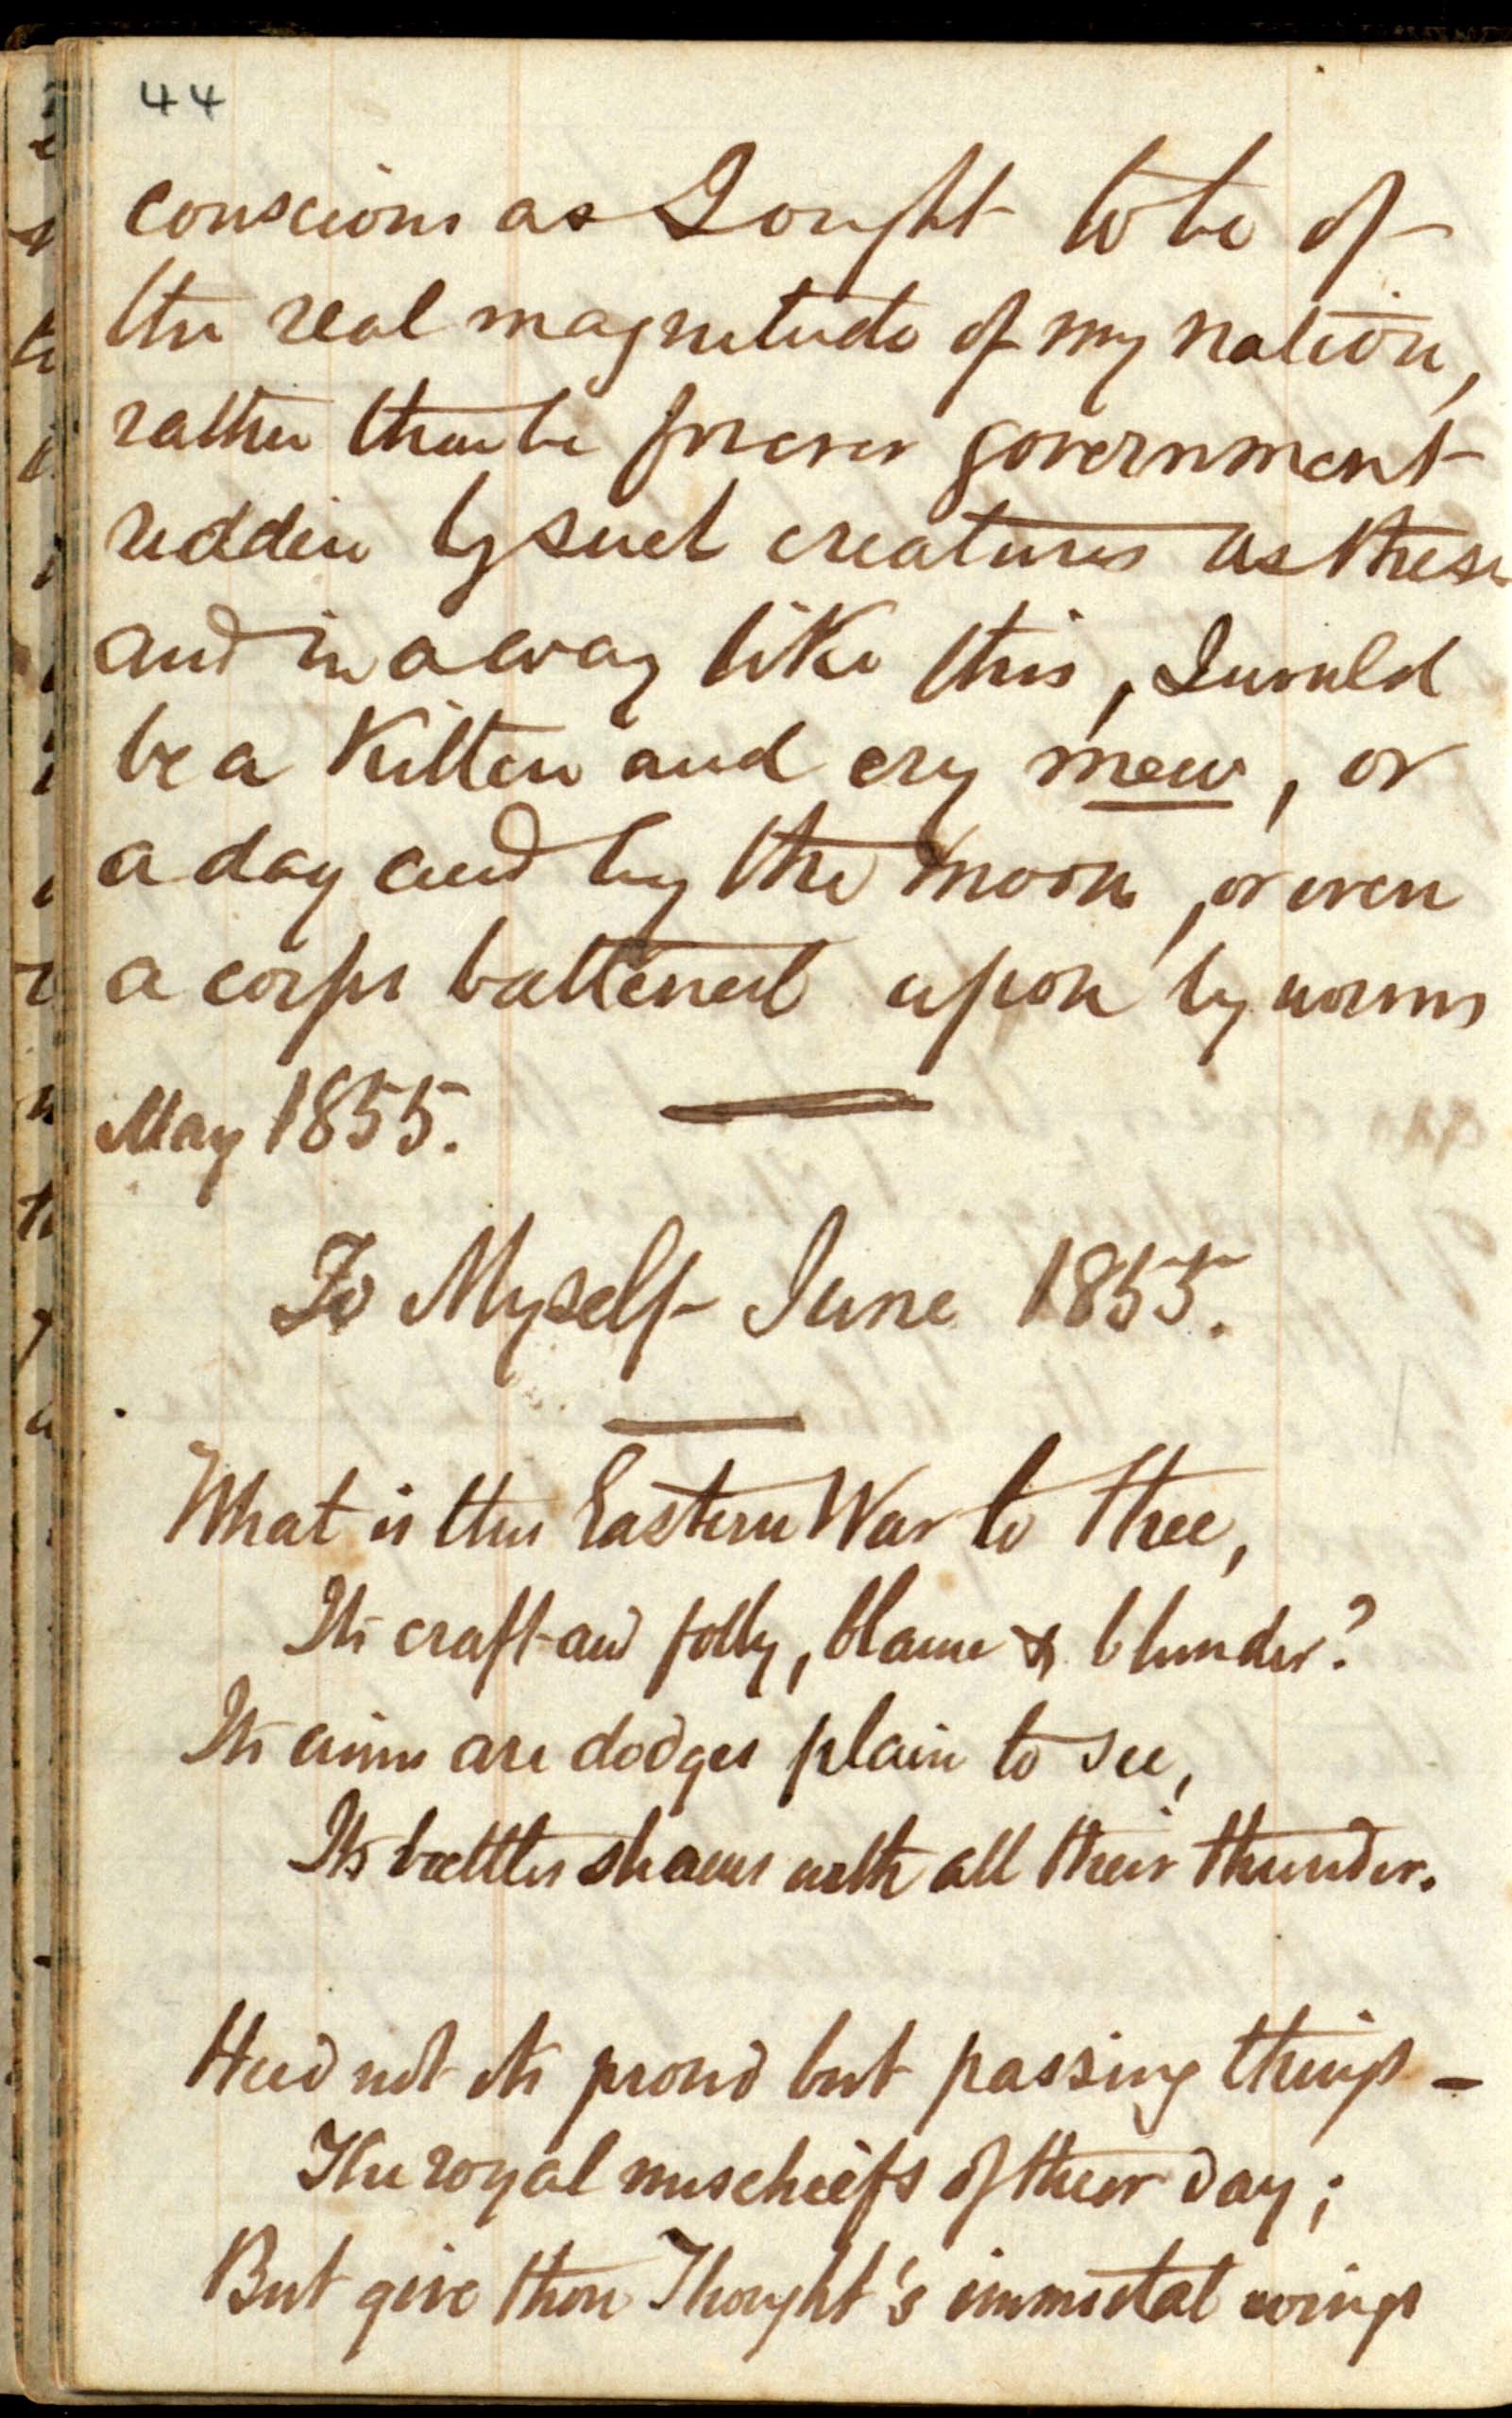 44
conscious as I ought to be of
the real magnitude of my nation,
rather than be forever government
ridden by such creatures as these
and in a way like this, I would
be a kitten and cry mew, or
a dog and bay the moon, or even
a corps battened upon by worms
May 1855.
To Myself June 1855.
What is this Eastern War to thee,
Its craft and folly, blame & blunder?
Its aims are dodges plain to see,
Its battles shams with all their thunder.
Heed not its proud but passing things –
The royal mischiefs of their day;
But give thou Thought's immortal wings